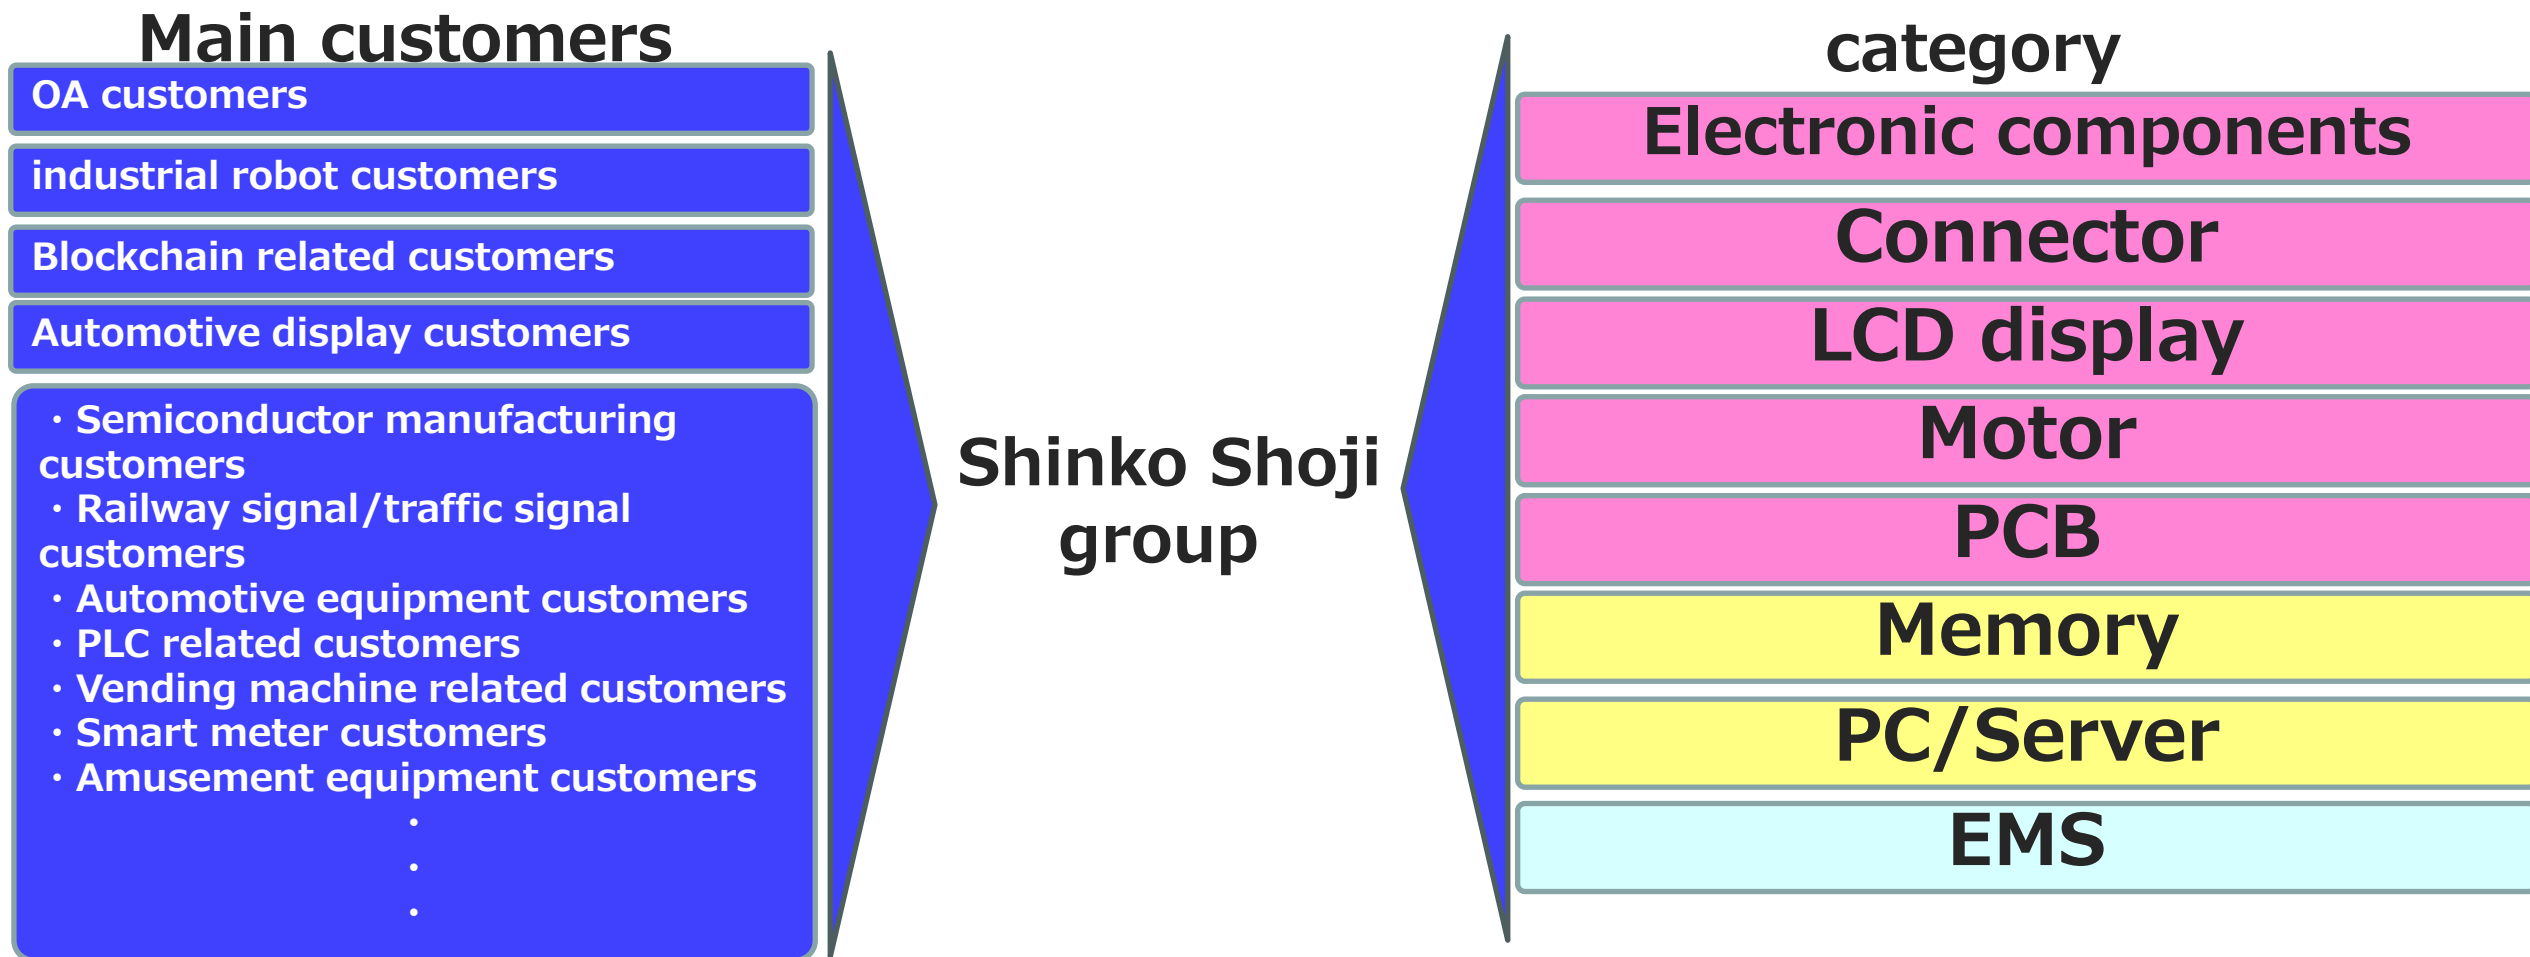 Main customers
OA customers
industrial robot customers
Blockchain related customers
Automotive display customers
・Semiconductor manufacturing
customers
・Railway signal/traffic signal
customers
・Automotive equipment customers
・PLC related customers
・Vending machine related customers
・Smart meter customers
・Amusement equipment customers
・
・
・
Shinko Shoji
group
category
Electronic components
Connector
LCD display
Motor
PCB
Memory
PC/Server
EMS